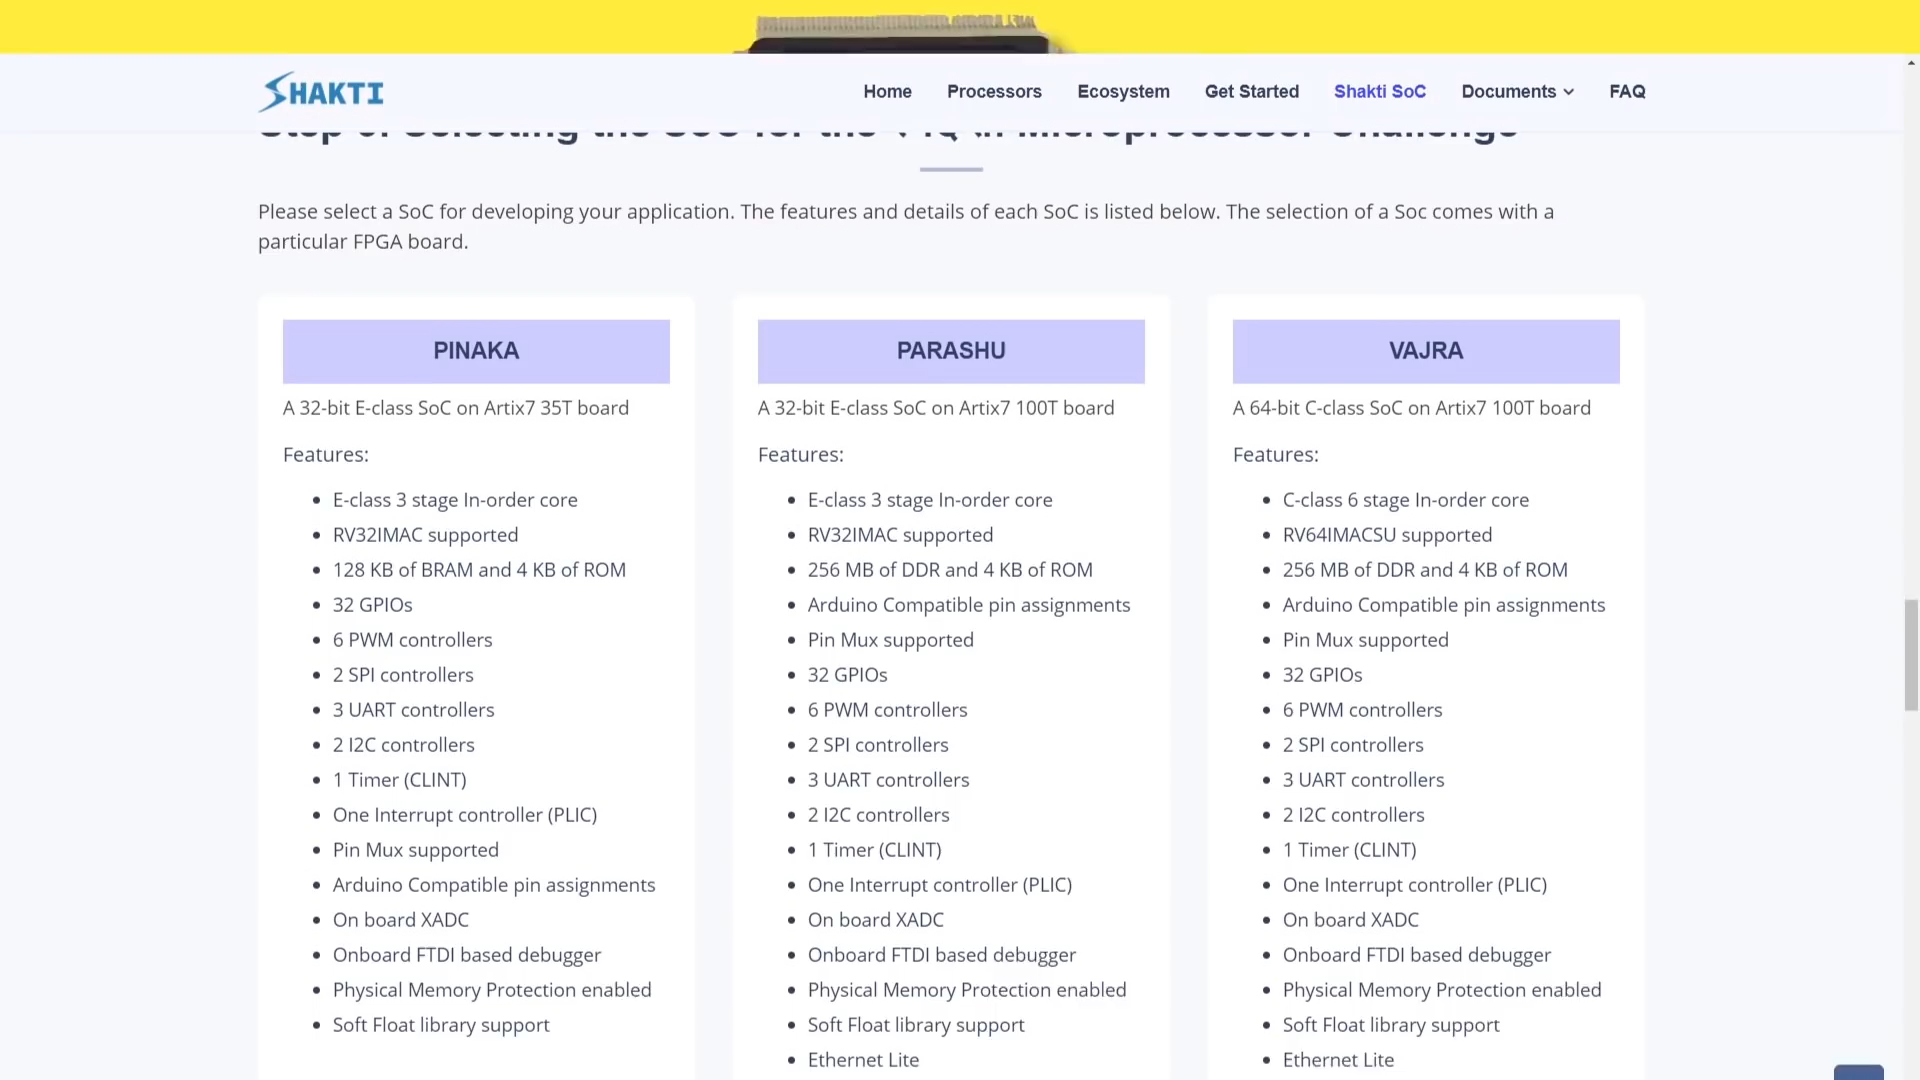 SHAKTI
Home
Processors
Ecosystem
Get Started
Shakti SoC
Documents
FAQ
Microprocessor Challenge
Please select a SoC for developing your application. The features and details of each SoC is listed below. The selection of a Soc comes with a
particular FPGA board.
PINAKA
A 32-bit E-class SoC on Artix7 35T board
Features:
E-class 3 stage In-order core
RV32IMAC supported
128 KB of BRAM and 4 KB of ROM
32 GPIOs
6 PWM controllers
2 SPI controllers
3 UART controllers
2 I2C controllers
1 Timer (CLINT)
One Interrupt controller (PLIC)
Pin Mux supported
Arduino Compatible pin assignments
On board XADC
Onboard FTDI based debugger
Physical Memory Protection enabled
Soft Float library support
PARASHU
A 32-bit E-class SoC on Artix7 100T board
Features:
E-class 3 stage In-order core
RV32IMAC supported
256 MB of DDR and 4 KB of ROM
Arduino Compatible pin assignments
Pin Mux supported
32 GPIOs
6 PWM controllers
2 SPI controllers
3 UART controllers
2 I2C controllers
1 Timer (CLINT)
One Interrupt controller (PLIC)
On board XADC
Onboard FTDI based debugger
Physical Memory Protection enabled
Soft Float library support
Ethernet Lite
VAJRA
A 64-bit C-class SoC on Artix7 100T board
Features:
C-class 6 stage In-order core
RV64IMACSU supported
256 MB of DDR and 4 KB of ROM
Arduino Compatible pin assignments
Pin Mux supported
32 GPIOs
6 PWM controllers
2 SPI controllers
3 UART controllers
2 I2C controllers
1 Timer (CLINT)
One Interrupt controller (PLIC)
On board XADC
Onboard FTDI based debugger
Physical Memory Protection enabled
Soft Float library support
Ethernet Lite